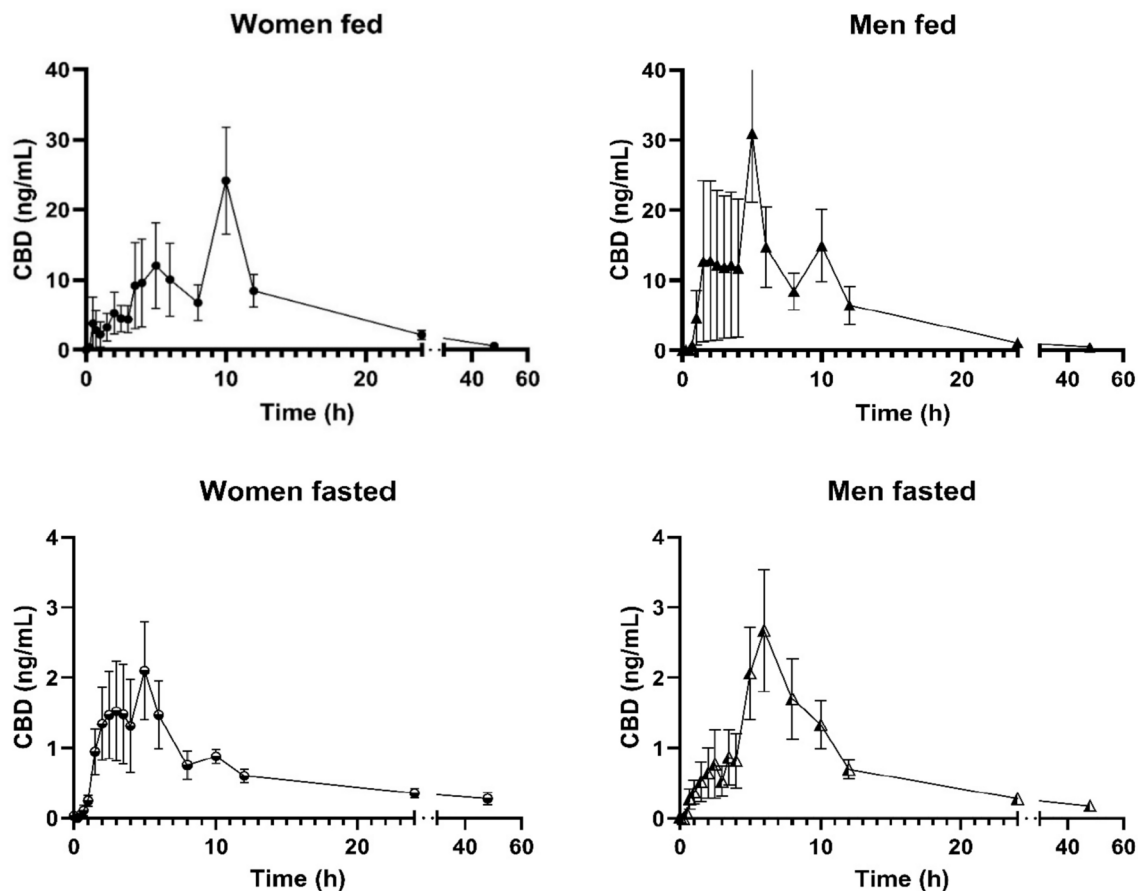 Women fed
CBD (ng/mL)
40
30
20
10
0
0 10 20 40 60
Time (h)
Men fed
CBD (ng/mL)
40
30
20
10
0
0 10 20 40 60
Time (h)
Women fasted
CBD (ng/mL)
4
3
2
1
0
0 10 20 40 60
Time (h)
Men fasted
CBD (ng/mL)
4
3
2
1
0
0 10 20 40 60
Time (h)